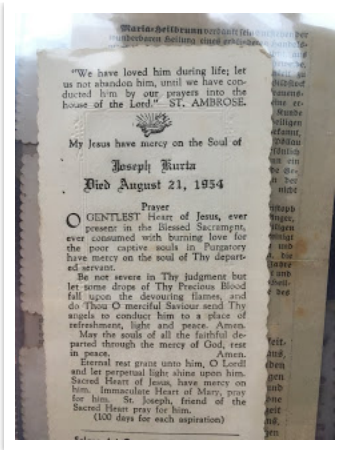 Maria-Heilbrunn verdankt sein
wunderbaren Heilung eines
"We have loved him during life; let
us not abandon him, until we have con-
ducted him by our prayers into the
house of the Lord." ST. AMBROSE.
My Jesus have mercy on the Soul of
Joseph Kurta
Died August 21, 1954
Prayer
O GENTLEST Heart of Jesus, ever
present in the Blessed Sacrament,
ever consumed with burning love for
the poor captive souls in Purgatory
have mercy on the soul of Thy depart-
ed servant.
Be not severe in Thy judgment but
let some drops of Thy Precious Blood
fall upon the devouring flames, and
do Thou O merciful Saviour send Thy
angels to conduct him to a place of
refreshment, light and peace. Amen.
May the souls of all the faithful de-
parted through the mercy of God, rest
in peace. Amen.
Eternal rest grant unto him, O Lord!
and let perpetual light shine upon him.
Sacred Heart of Jesus, have mercy on
him. Immaculate Heart of Mary, pray
for him. St. Joseph, friend of the
Sacred Heart pray for him.
(100 days for each aspiration)